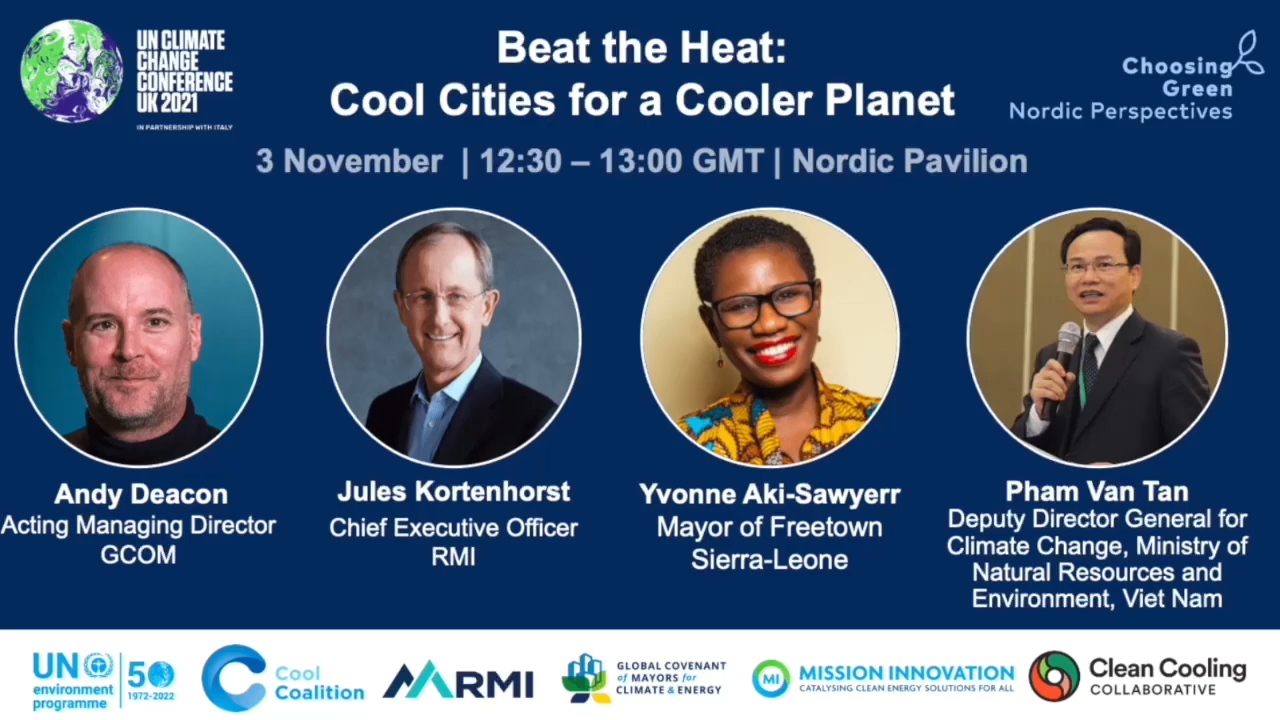 UN CLIMATE
CHANGE
CONFERENCE
UK 2021
IN PARTNERSHIP WITH ITALY
Beat the Heat:
Cool Cities for a Cooler Planet
Choosing
Green
Nordic Perspectives
3 November | 12:30 – 13:00 GMT | Nordic Pavilion
Andy Deacon
Acting Managing Director
GCOM
Jules Kortenhorst
Chief Executive Officer
RMI
Yvonne Aki-Sawyerr
Mayor of Freetown
Sierra-Leone
Pham Van Tan
Deputy Director General for
Climate Change, Ministry of
Natural Resources and
Environment, Viet Nam
UN
environment
programme
50
1972-2022
Cool
Coalition
RMI
GLOBAL COVENANT
of MAYORS for
CLIMATE & ENERGY
MI
MISSION INNOVATION
CATALYSING CLEAN ENERGY SOLUTIONS FOR ALL
Clean Cooling
COLLABORATIVE